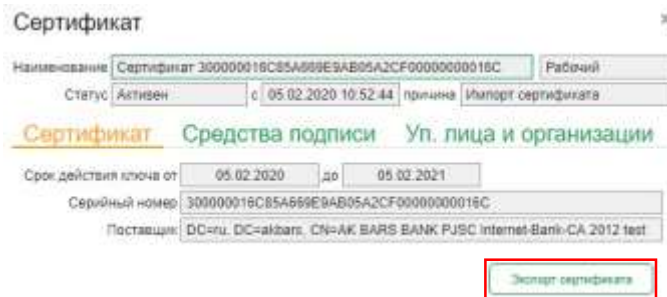 Сертификат
Наименование Сертификат 300000016C85A669E9AB05A2CF00000000016C Рабочий
Статус Активен с 05.02.2020 10:52:44 причина Импорт сертификата
Сертификат Средства подписи Уп. лица и организации
Срок действия ключа от 05.02.2020 до 05.02.2021
Серийный номер 300000016C85A669E9AB05A2CF00000000016C
Поставщик DC=ru, DC=akbars, CN=AK BARS BANK PJSC Internet-Bank-CA 2012 test
Экспорт сертификата